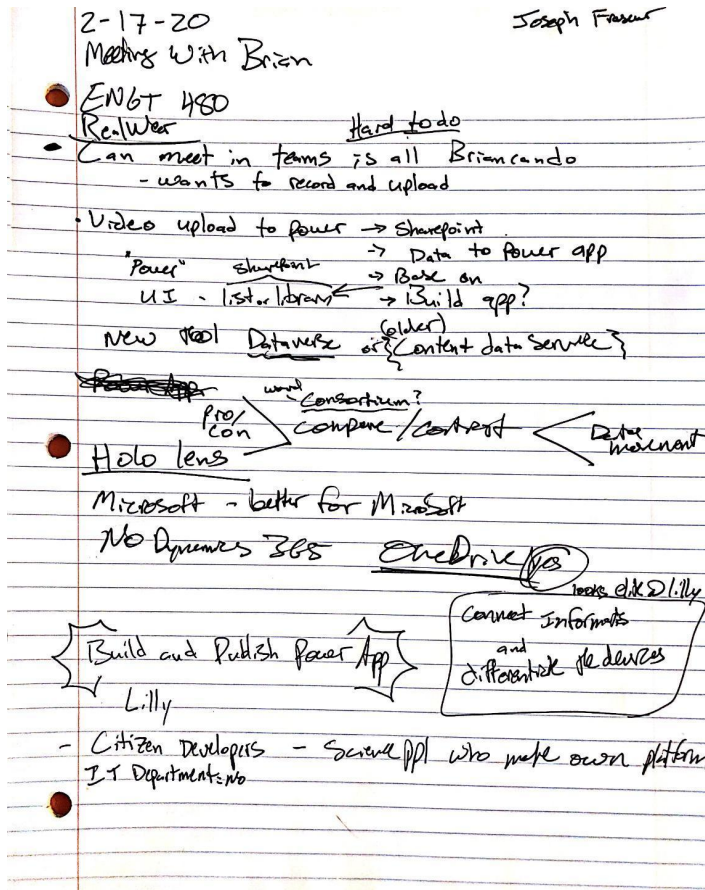 2-17-20
Joseph Fraser
Meeting With Brian
ENGT 480
RealWear Hard to do
Can meet in teams is all Brian can do
- wants to record and upload
• Video upload to power → Sharepoint
→ Data to Power app
"Power" sharepoint → Base on
UI - list or library ← → Build app?
New tool Dataverse or (older) {Content data Service}
word Consortium?
Pro/con compare/contrast Data movement
Holo lens
Microsoft - better for Microsoft
No Dynamics 365 OneDrive/yes
looks @ Lilly
Connect Informats
and
differentiate the devices
Build and Publish Power App
Lilly
- Citizen Developers - Science ppl who make own platform
IT Department: No